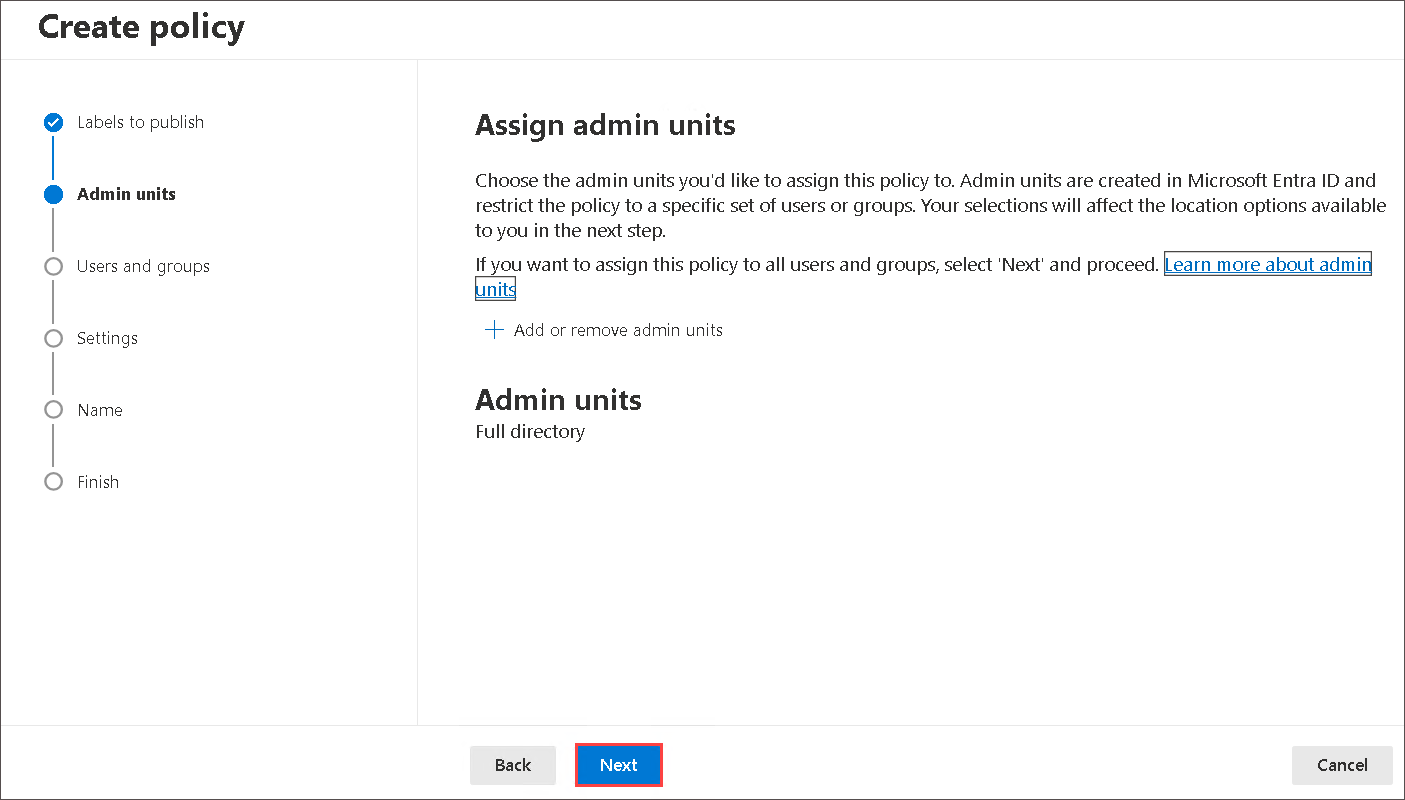 Create policy
Labels to publish
Admin units
Users and groups
Settings
Name
Finish
Assign admin units
Choose the admin units you'd like to assign this policy to. Admin units are created in Microsoft Entra ID and
restrict the policy to a specific set of users or groups. Your selections will affect the location options available
to you in the next step.
If you want to assign this policy to all users and groups, select 'Next' and proceed. Learn more about admin
units
Add or remove admin units
Admin units
Full directory
Back
Next
Cancel